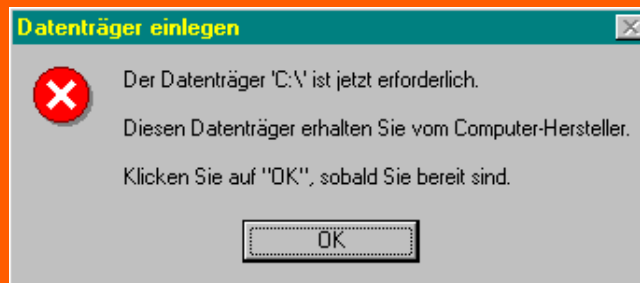 Datenträger einlegen
Der Datenträger 'C:\' ist jetzt erforderlich.
Diesen Datenträger erhalten Sie vom Computer-Hersteller.
Klicken Sie auf "OK", sobald Sie bereit sind.
OK